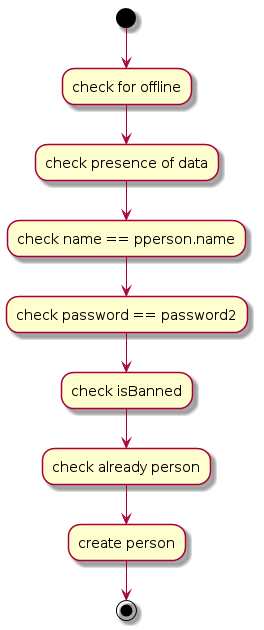 check for offline
check presence of data
check name == pperson.name
check password == password2
check isBanned
check already person
create person